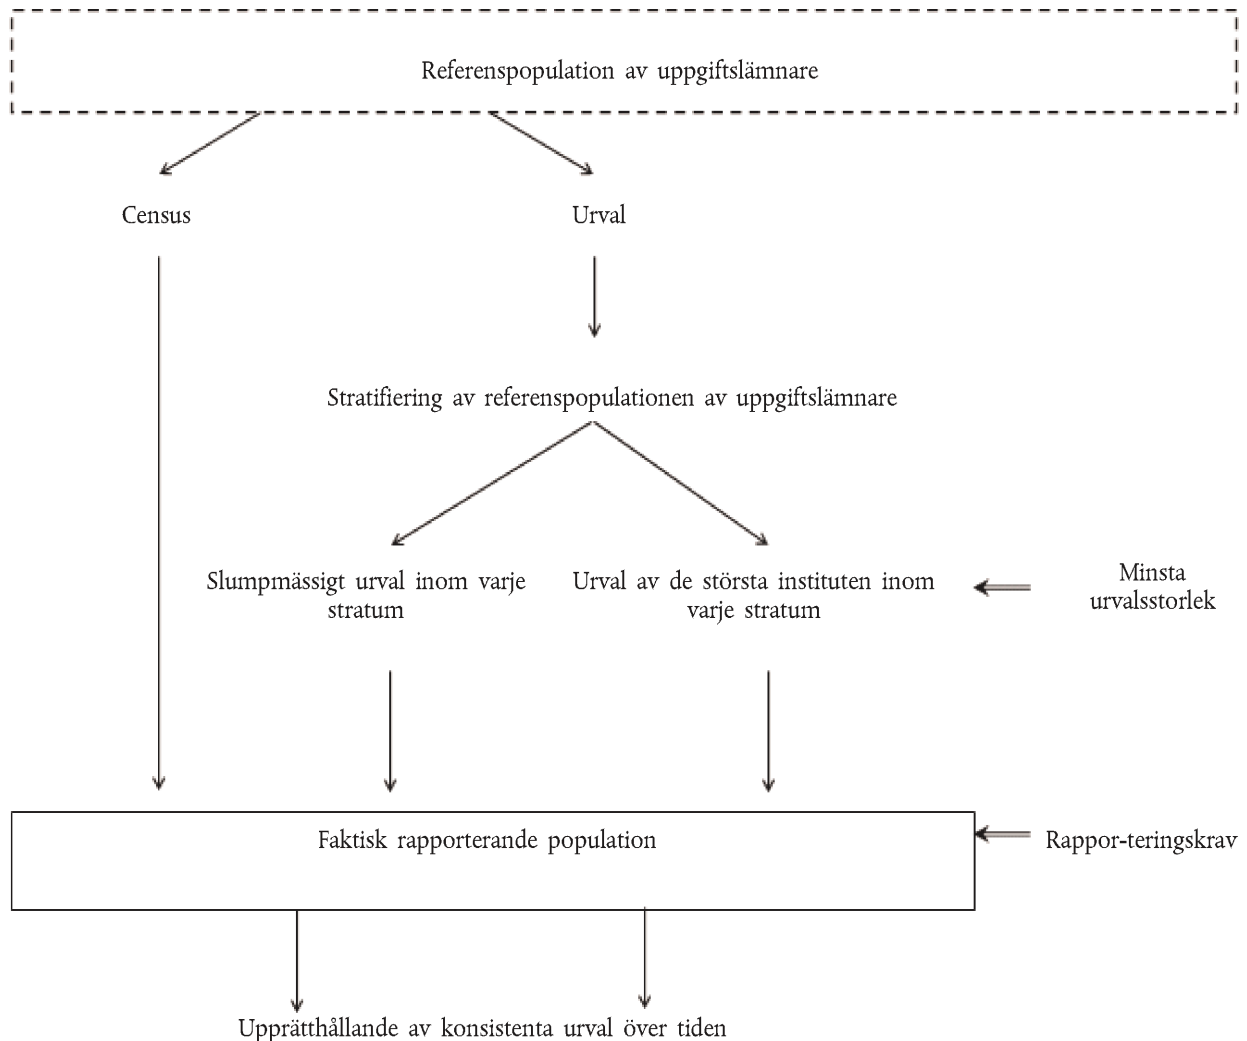 Referenspopulation av uppgiftslämnare
Census
Urval
Stratifiering av referenspopulationen av uppgiftslämnare
Slumpmässigt urval inom varje
stratum
Urval av de största instituten inom
varje stratum
Minsta
urvalsstorlek
Faktisk rapporterande population
Rappor-teringskrav
Upprätthållande av konsistenta urval över tiden